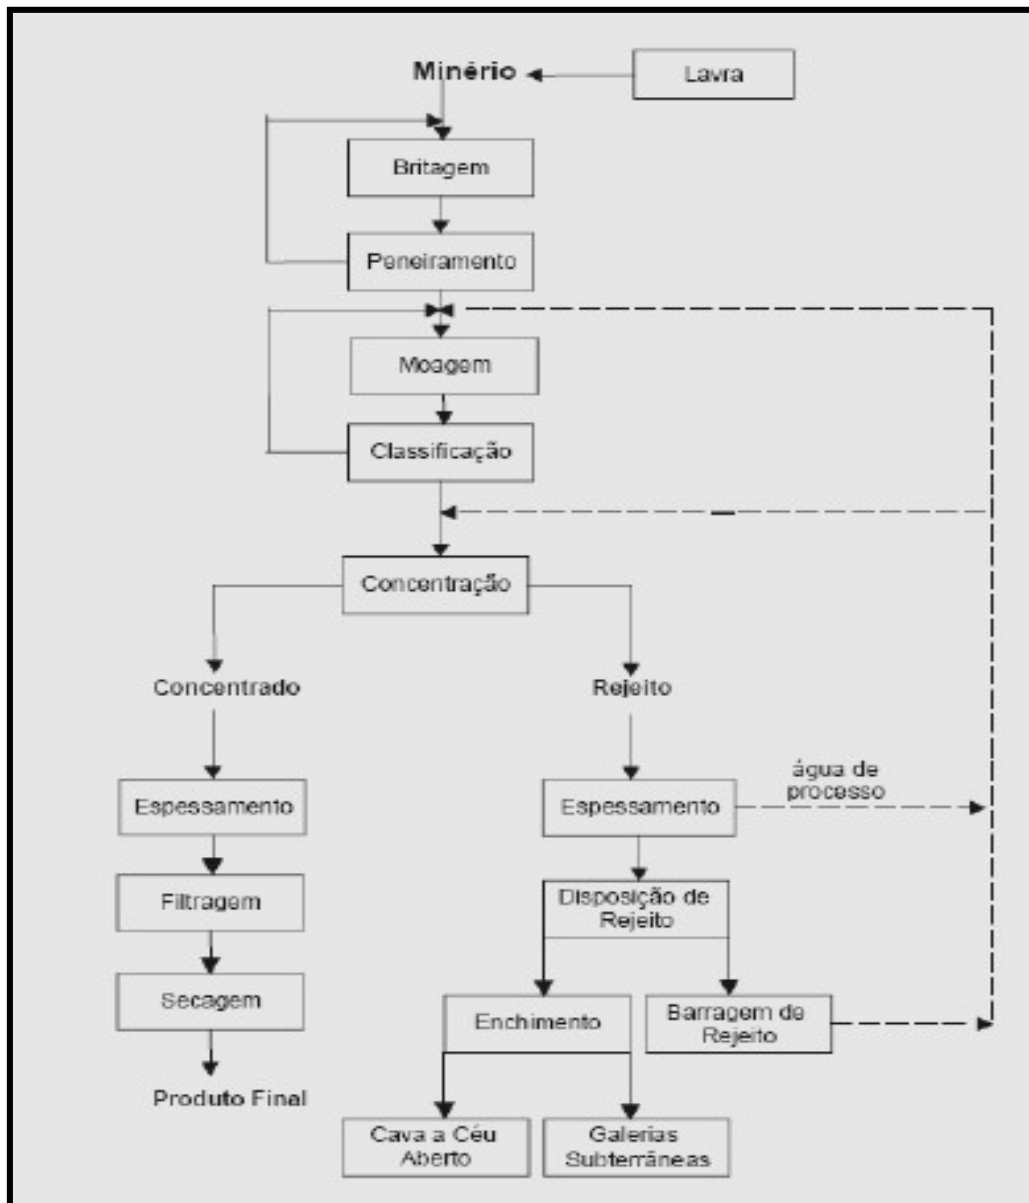 Minério
Lavra
Britagem
Peneiramento
Moagem
Classificação
Concentração
Concentrado
Rejeito
Espessamento
Espessamento
água de
processo
Filtragem
Disposição de
Rejeito
Secagem
Enchimento
Barragem de
Rejeito
Produto Final
Cava a Céu
Aberto
Galerias
Subterrâneas